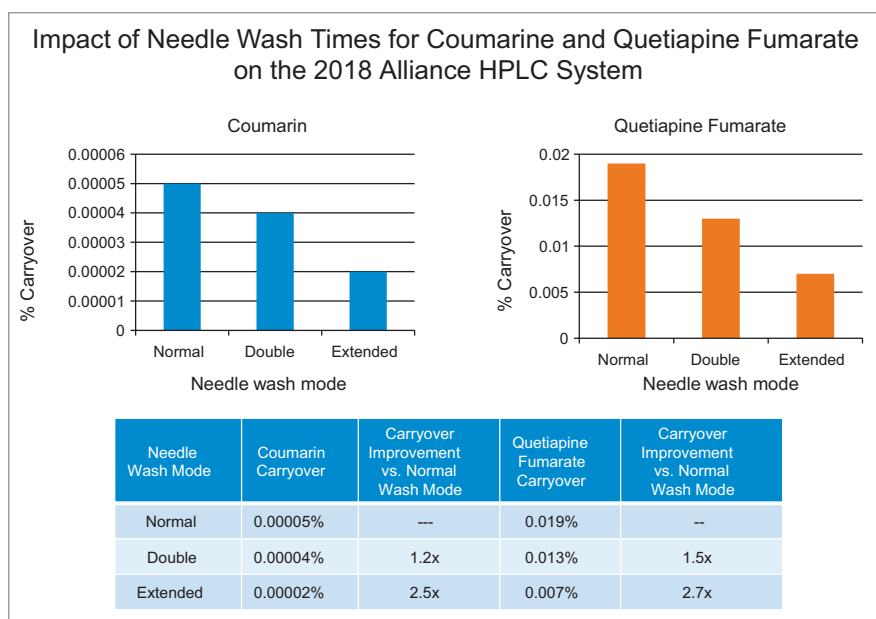 Impact of Needle Wash Times for Coumarine and Quetiapine Fumarate
on the 2018 Alliance HPLC System
Coumarin
% Carryover
0.00006
0.00005
0.00004
0.00003
0.00002
0.00001
0
Normal Double Extended
Needle wash mode
Quetiapine Fumarate
% Carryover
0.02
0.015
0.01
0.005
0
Normal Double Extended
Needle wash mode
Needle
Wash Mode
Coumarin
Carryover
Carryover
Improvement
vs. Normal
Wash Mode
Quetiapine
Fumarate
Carryover
Carryover
Improvement
vs. Normal
Wash Mode
Normal 0.00005% --- 0.019% --
Double 0.00004% 1.2x 0.013% 1.5x
Extended 0.00002% 2.5x 0.007% 2.7x